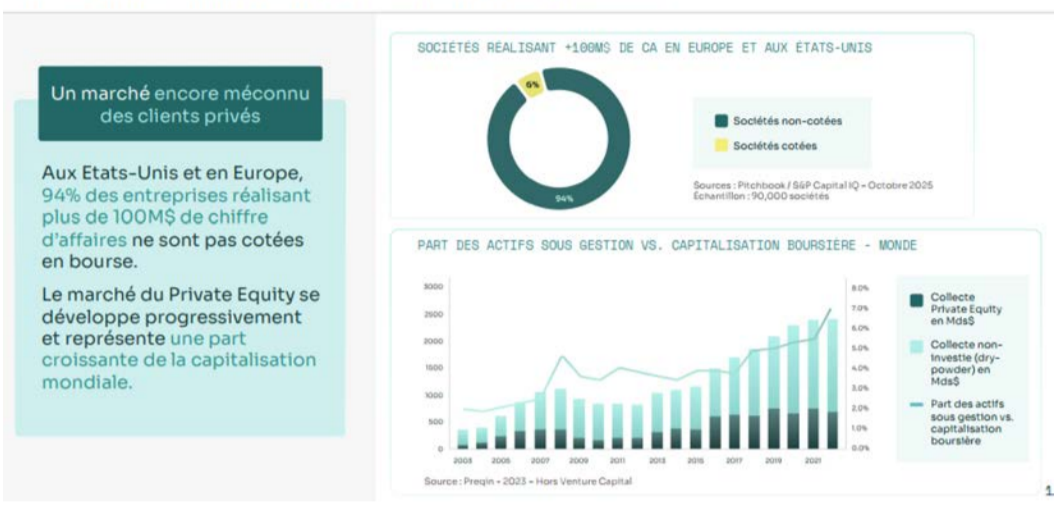 Un marché encore méconnu
des clients privés
Aux Etats-Unis et en Europe,
94% des entreprises réalisant
plus de 100M$ de chiffre
d'affaires ne sont pas cotées
en bourse.
Le marché du Private Equity se
développe progressivement
et représente une part
croissante de la capitalisation
mondiale.
SOCIÉTÉS RÉALISANT +100M$ DE CA EN EUROPE ET AUX ÉTATS-UNIS
6%
94%
Sociétés non-cotées
Sociétés cotées
Sources : Pitchbook / S&P Capital IQ - Octobre 2025
Échantillon : 90,000 sociétés
PART DES ACTIFS SOUS GESTION VS. CAPITALISATION BOURSIÈRE - MONDE
3000
2500
2000
1500
1000
500
0
8.0%
7.0%
6.0%
5.0%
4.0%
3.0%
2.0%
1.0%
0.0%
2003 2005 2007 2009 2011 2013 2015 2017 2019 2021
Collecte
Private Equity
en Mds$
Collecte non-
investie (dry-
powder) en
Mds$
Part des actifs
sous gestion vs.
capitalisation
boursière
Source : Preqin - 2023 - Hors Venture Capital